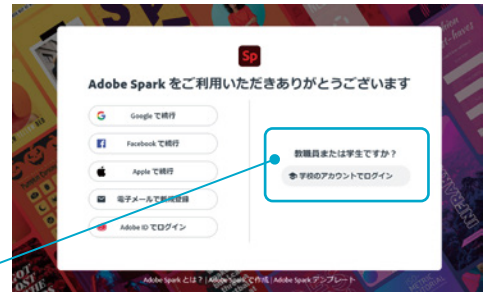 Sp
Adobe Spark をご利用いただきありがとうございます
Google で続行
Facebook で続行
Apple で続行
電子メールで新規登録
Adobe ID でログイン
教職員または学生ですか？
学校のアカウントでログイン
Adobe Spark とは？ | Adobe Spark で作成 | Adobe Spark テンプレート